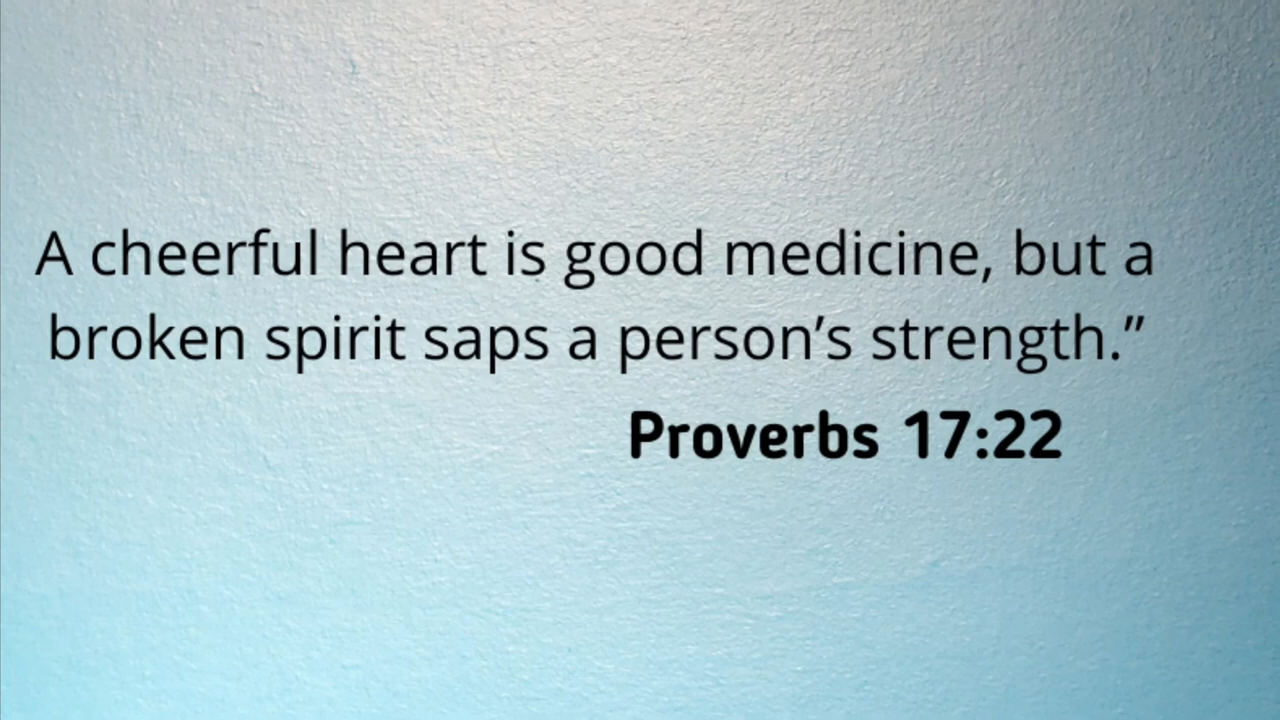 A cheerful heart is good medicine, but a
broken spirit saps a person’s strength.”
Proverbs 17:22